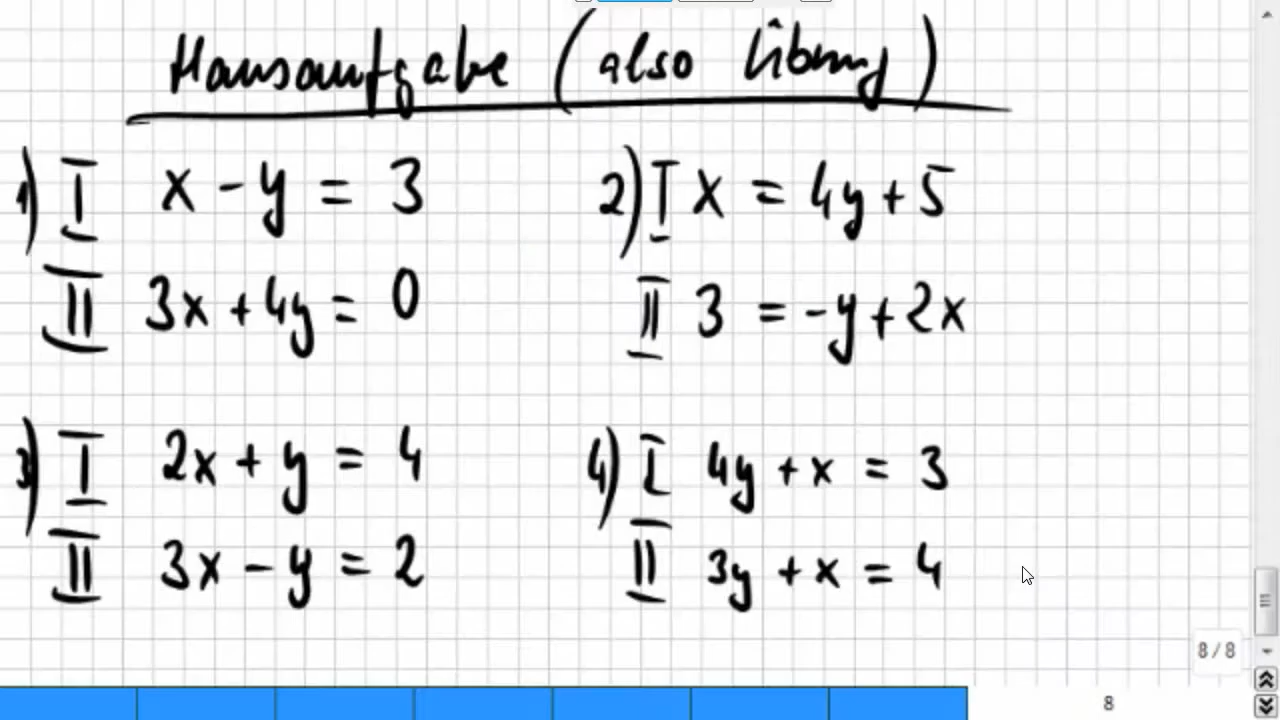 Hausaufgabe (also Übung)
1) I x - y = 3
II 3x + 4y = 0
2) I x = 4y + 5
II 3 = -y + 2x
3) I 2x + y = 4
II 3x - y = 2
4) I 4y + x = 3
II 3y + x = 4
8/8
8